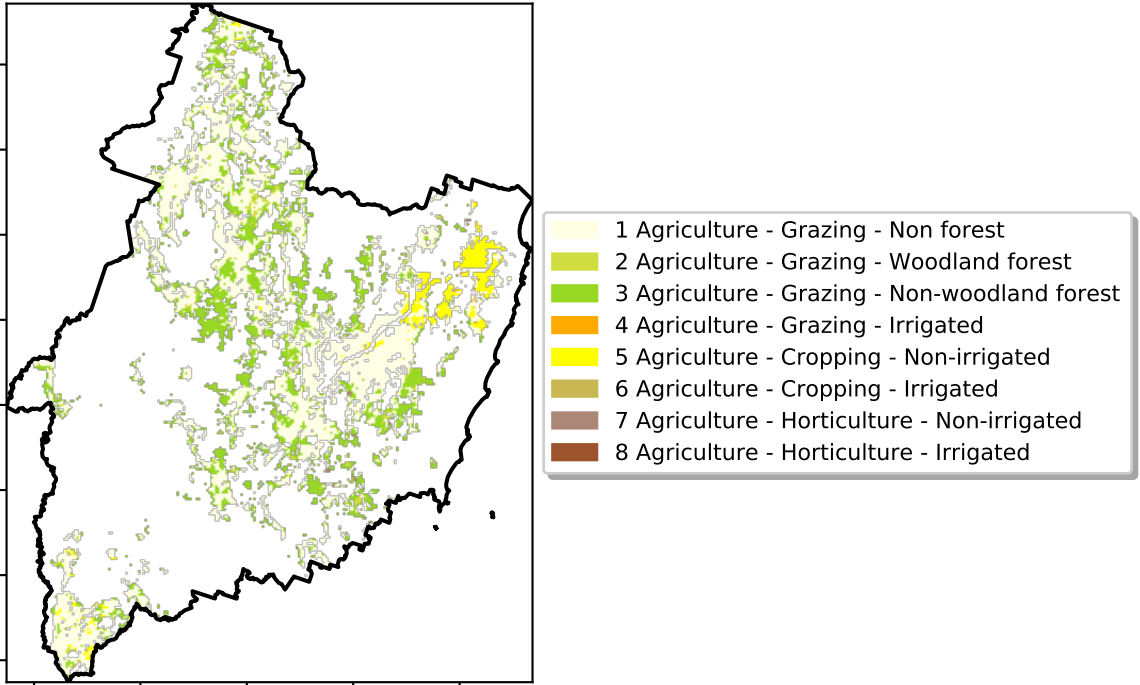 1 Agriculture - Grazing - Non forest
2 Agriculture - Grazing - Woodland forest
3 Agriculture - Grazing - Non-woodland forest
4 Agriculture - Grazing - Irrigated
5 Agriculture - Cropping - Non-irrigated
6 Agriculture - Cropping - Irrigated
7 Agriculture - Horticulture - Non-irrigated
8 Agriculture - Horticulture - Irrigated